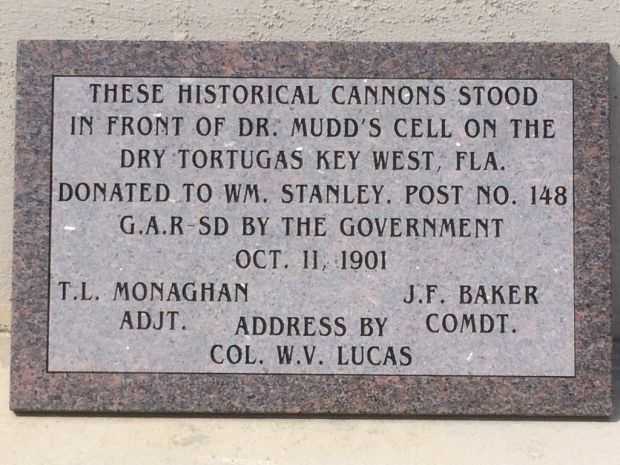 THESE HISTORICAL CANNONS STOOD
IN FRONT OF DR. MUDD'S CELL ON THE
DRY TORTUGAS KEY WEST, FLA.
DONATED TO WM. STANLEY. POST NO. 148
G.A.R-SD BY THE GOVERNMENT
OCT. 11, 1901
T.L. MONAGHAN J.F. BAKER
ADJT. ADDRESS BY COMDT.
COL. W.V. LUCAS